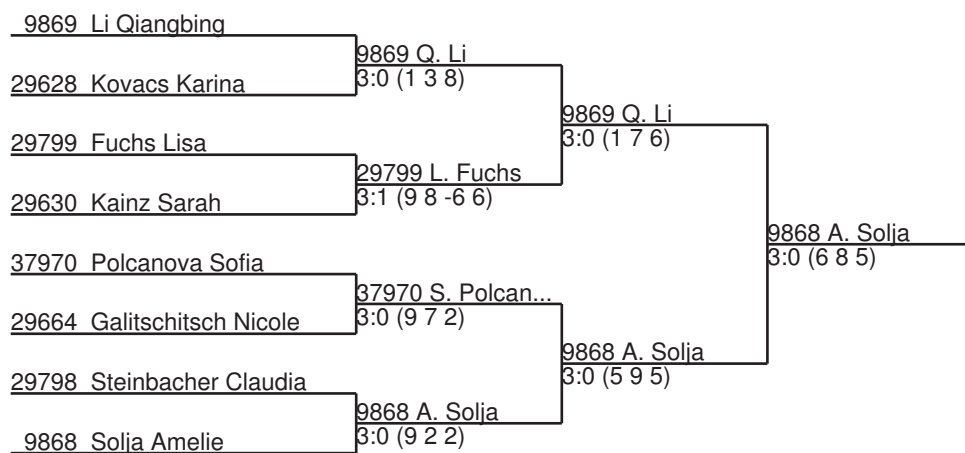 9869 Li Qiangbing
9869 Q. Li
29628 Kovacs Karina
3:0 (1 3 8)
9869 Q. Li
29799 Fuchs Lisa
3:0 (1 7 6)
29799 L. Fuchs
29630 Kainz Sarah
3:1 (9 8 -6 6)
9868 A. Solja
37970 Polcanova Sofia
3:0 (6 8 5)
37970 S. Polcan...
29664 Galitschitsch Nicole
3:0 (9 7 2)
9868 A. Solja
29798 Steinbacher Claudia
3:0 (5 9 5)
9868 A. Solja
9868 Solja Amelie
3:0 (9 2 2)